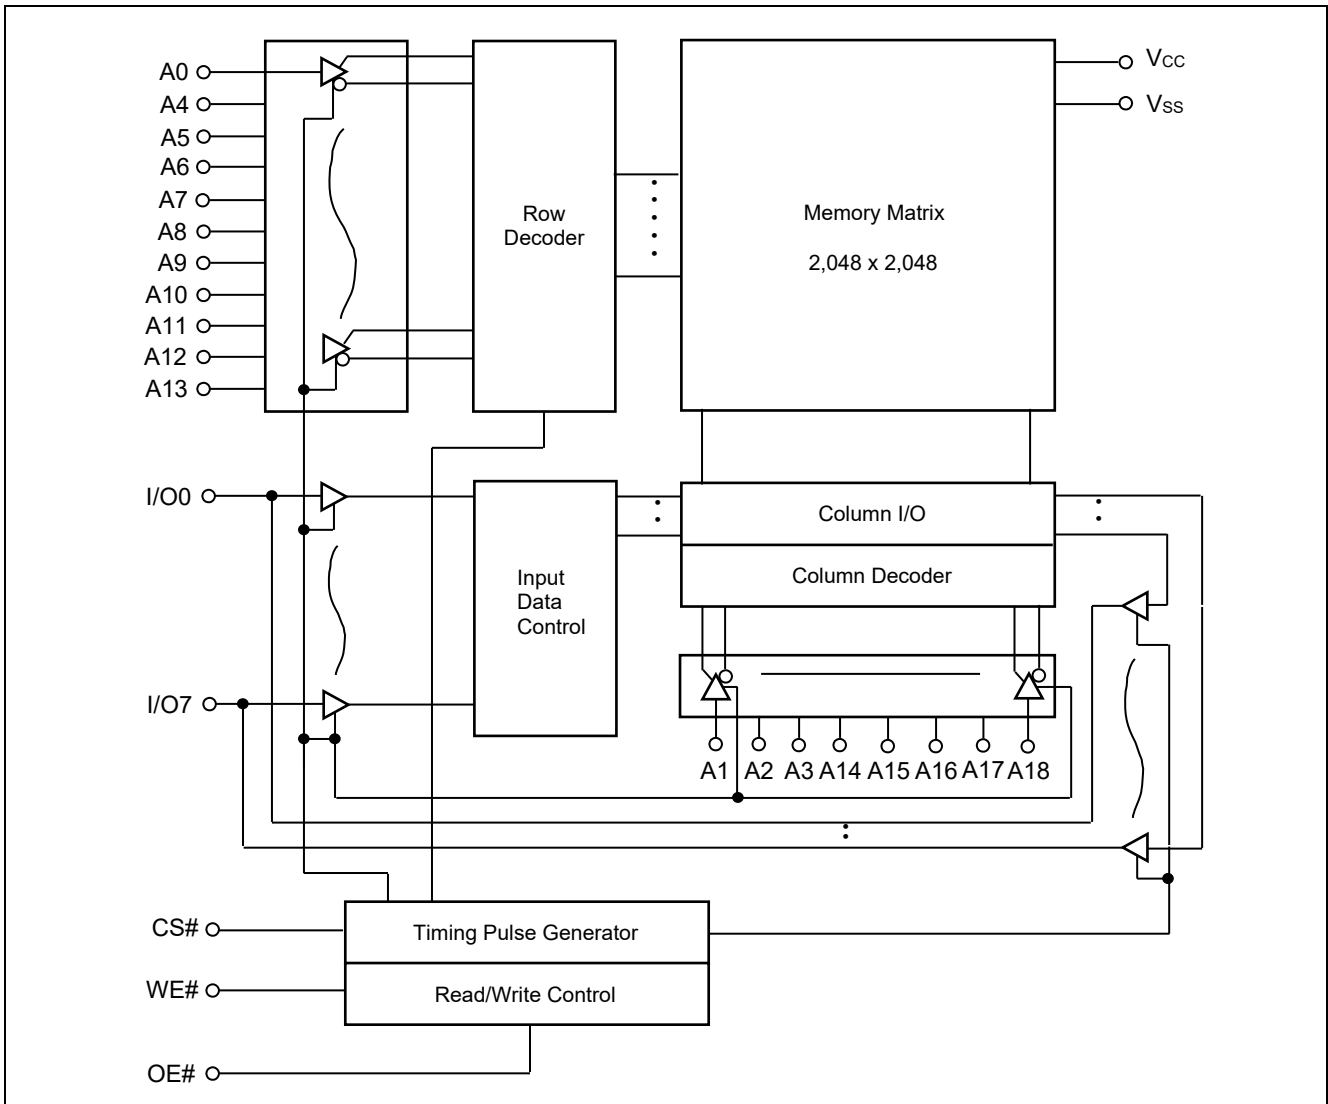 A0
A4
A5
A6
A7
A8
A9
A10
A11
A12
A13
Row
Decoder
Memory Matrix
2,048 x 2,048
VCC
VSS
I/O0
I/O7
Input
Data
Control
Column I/O
Column Decoder
A1 A2 A3 A14 A15 A16 A17 A18
CS#
WE#
OE#
Timing Pulse Generator
Read/Write Control